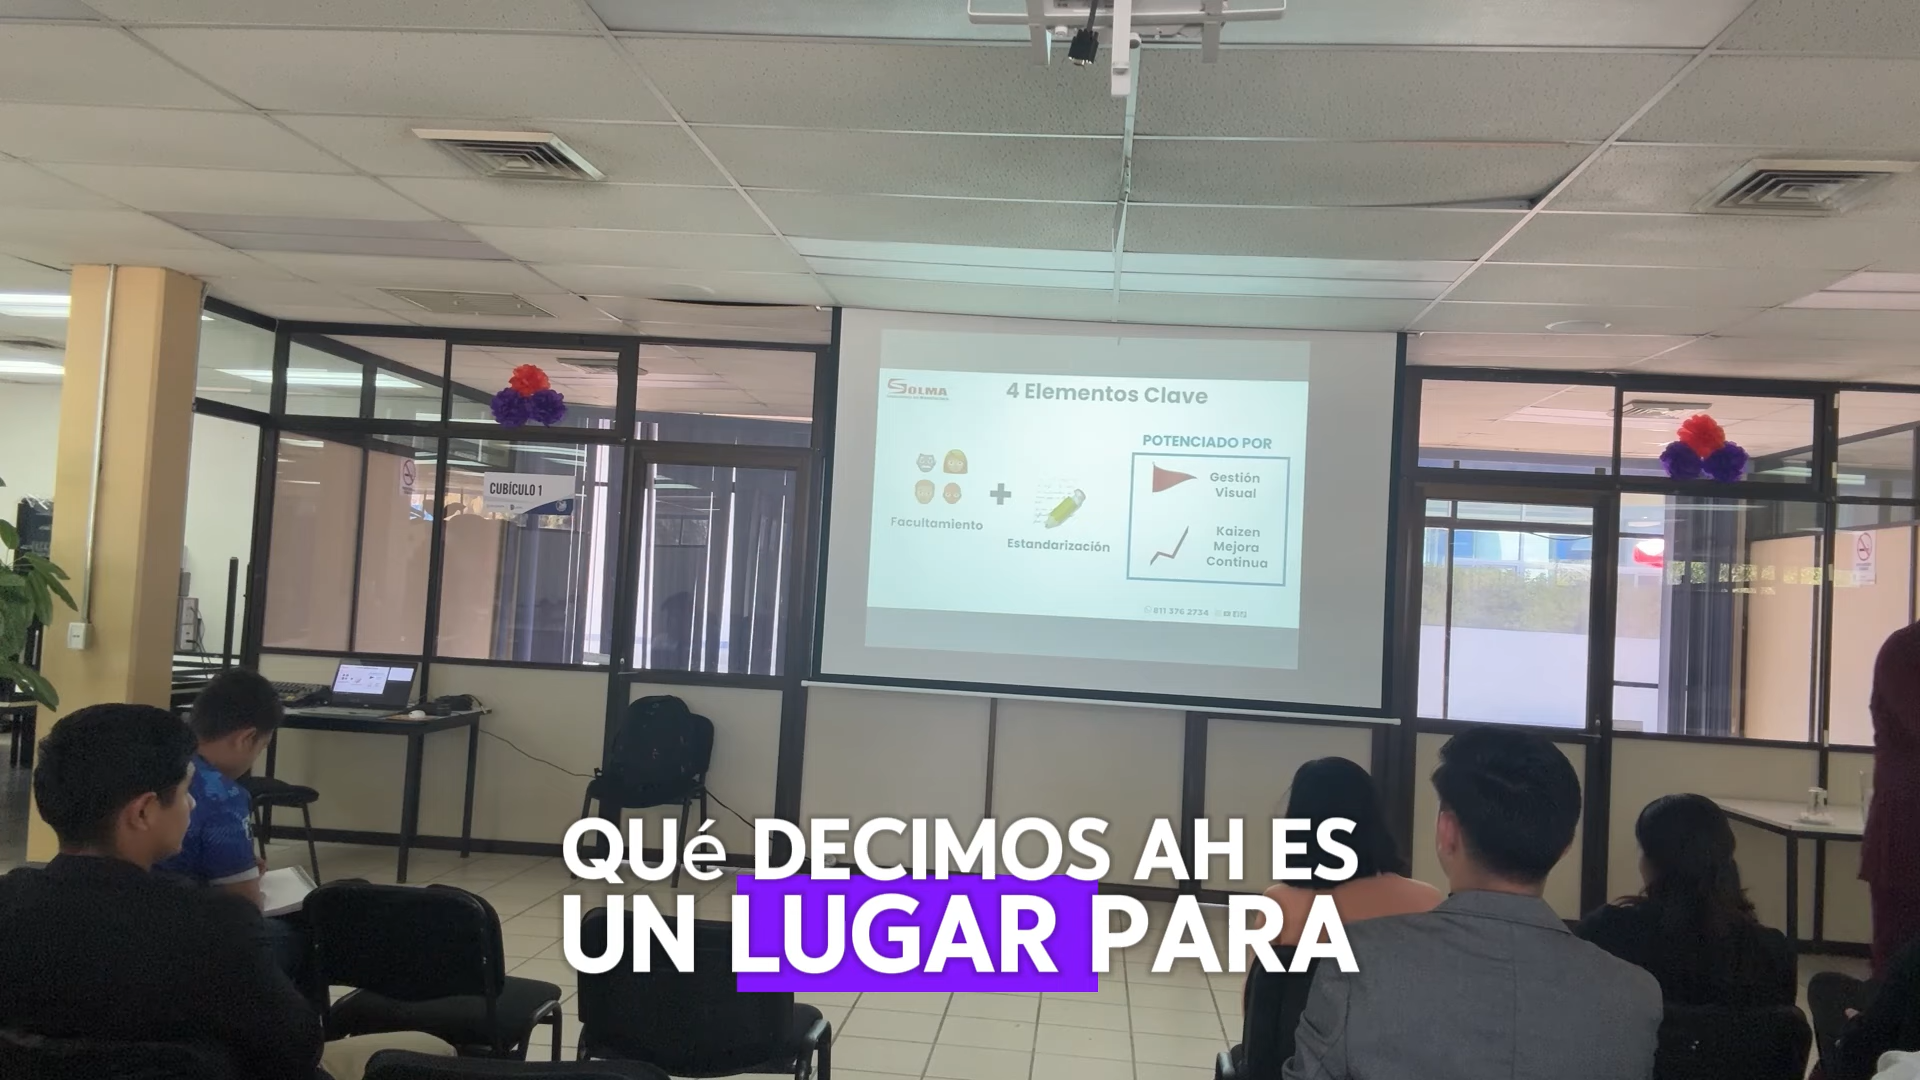 SOLMA
4 Elementos Clave
POTENCIADO POR
Gestión
Visual
Facultamiento
Estandarización
Kaizen
Mejora
Continua
811 376 2734
CUBÍCULO 1
QUé DECIMOS AH ES
UN LUGAR PARA